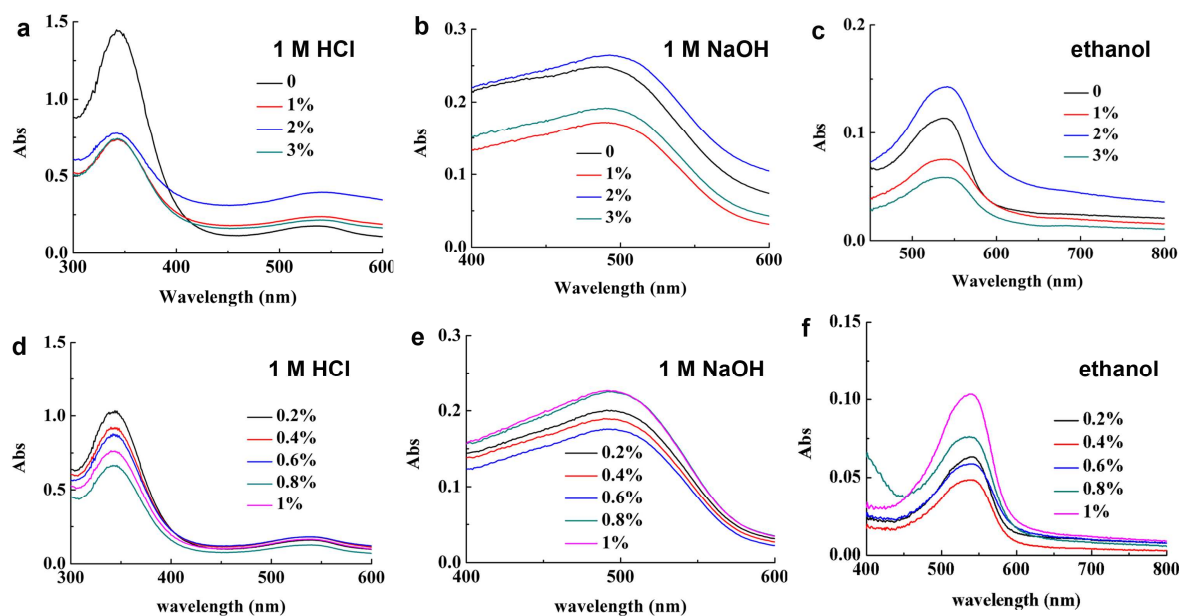 a
1 M HCl
1.5
1.0
0.5
0.0
Abs
0
1%
2%
3%
300 400 500 600
Wavelength (nm)
b
1 M NaOH
0.3
0.2
0.1
0.0
Abs
0
1%
2%
3%
400 500 600
Wavelength (nm)
c
ethanol
0.2
0.1
0.0
Abs
0
1%
2%
3%
500 600 700 800
Wavelength (nm)
d
1 M HCl
1.5
1.0
0.5
0.0
Abs
0.2%
0.4%
0.6%
0.8%
1%
300 400 500 600
wavelength (nm)
e
1 M NaOH
0.3
0.2
0.1
0.0
Abs
0.2%
0.4%
0.6%
0.8%
1%
400 500 600
wavelength (nm)
f
ethanol
0.15
0.10
0.05
0.00
Abs
0.2%
0.4%
0.6%
0.8%
1%
400 500 600 700 800
wavelength (nm)